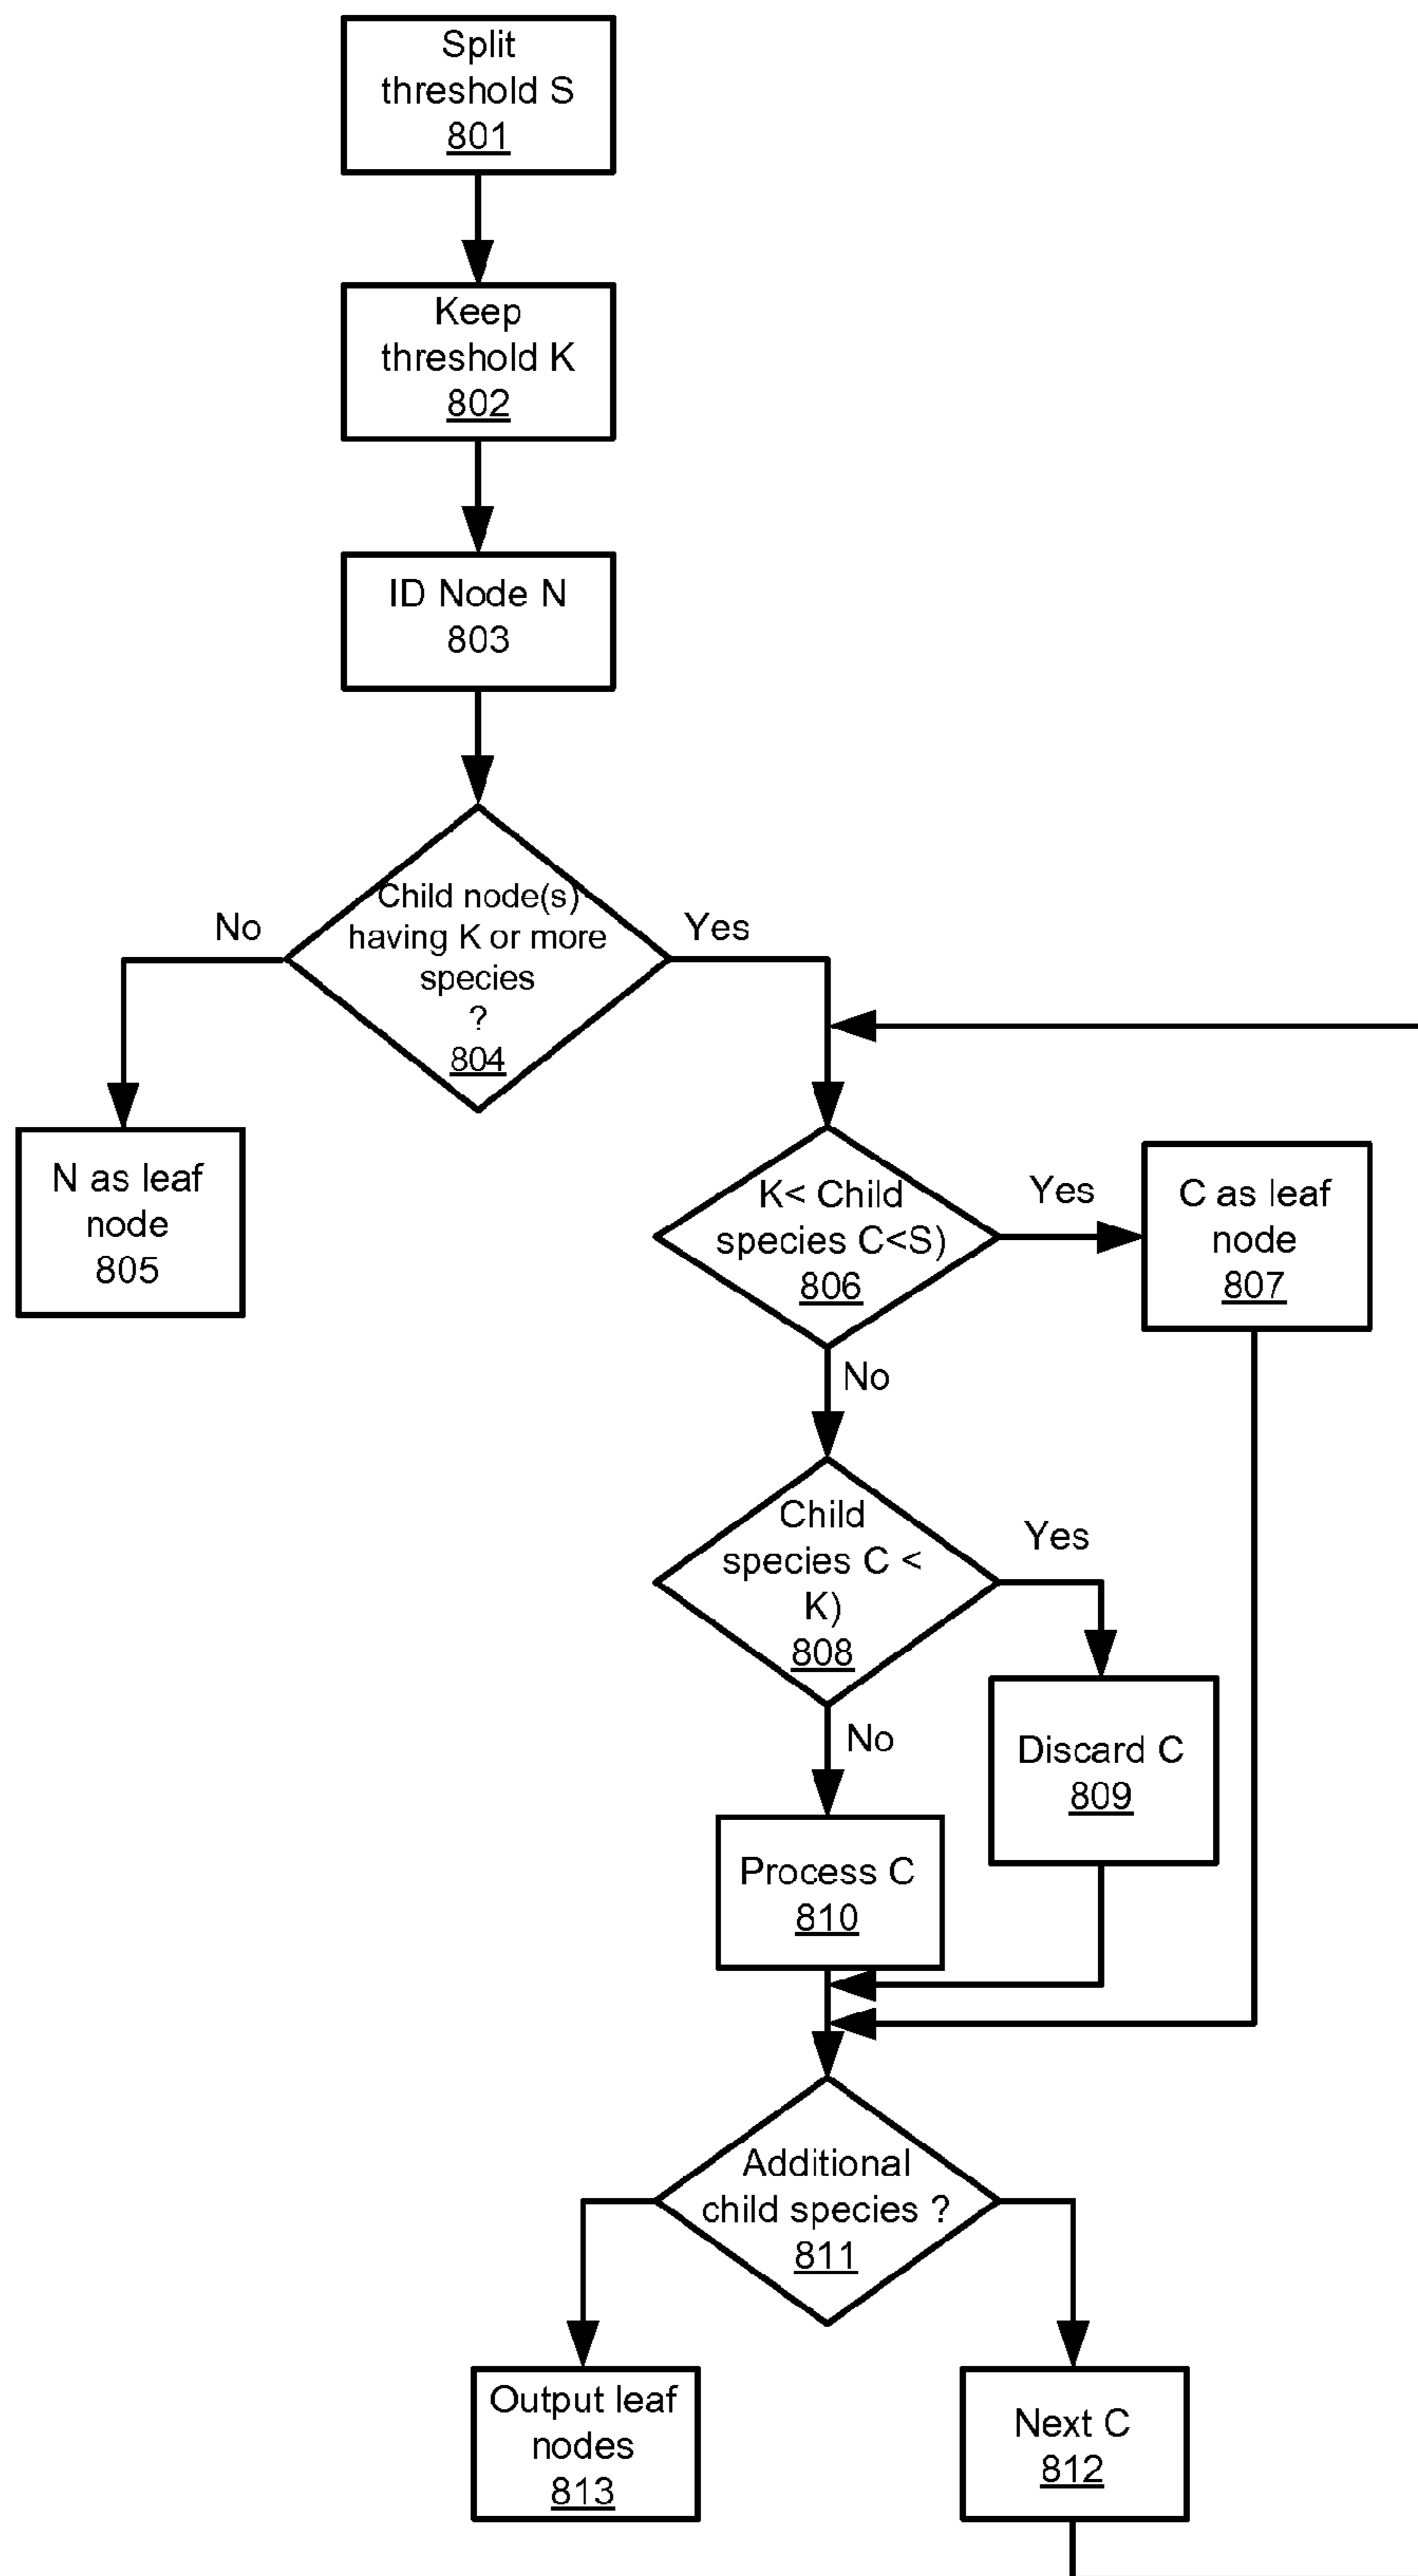 Split
threshold S
801
Keep
threshold K
802
ID Node N
803
Child node(s)
having K or more
species
?
804
No
Yes
N as leaf
node
805
K< Child
species C<S)
806
Yes
C as leaf
node
807
No
Child
species C <
K)
808
Yes
Discard C
809
No
Process C
810
Additional
child species ?
811
Output leaf
nodes
813
Next C
812